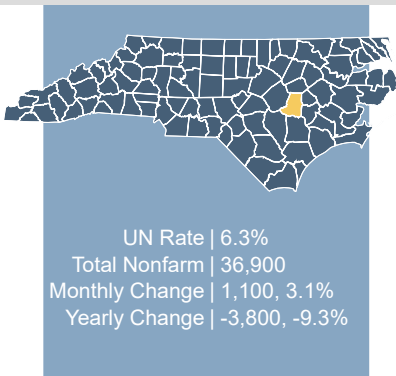 UN Rate | 6.3%
Total Nonfarm | 36,900
Monthly Change | 1,100, 3.1%
Yearly Change | -3,800, -9.3%